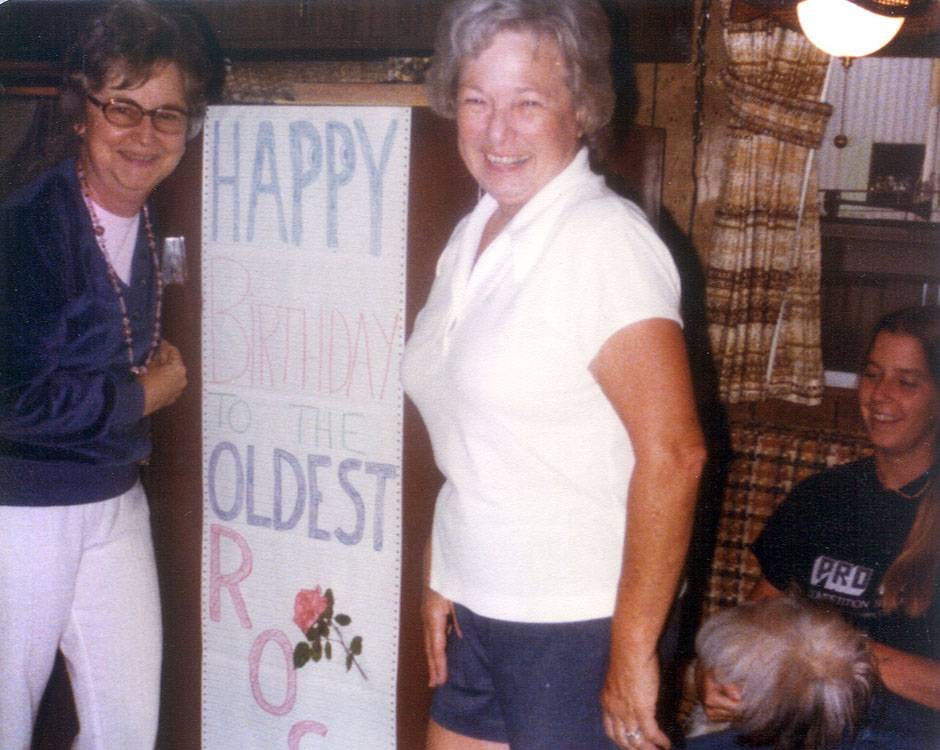 HAPPY
BIRTHDAY
TO THE
OLDEST
R
O
PRO